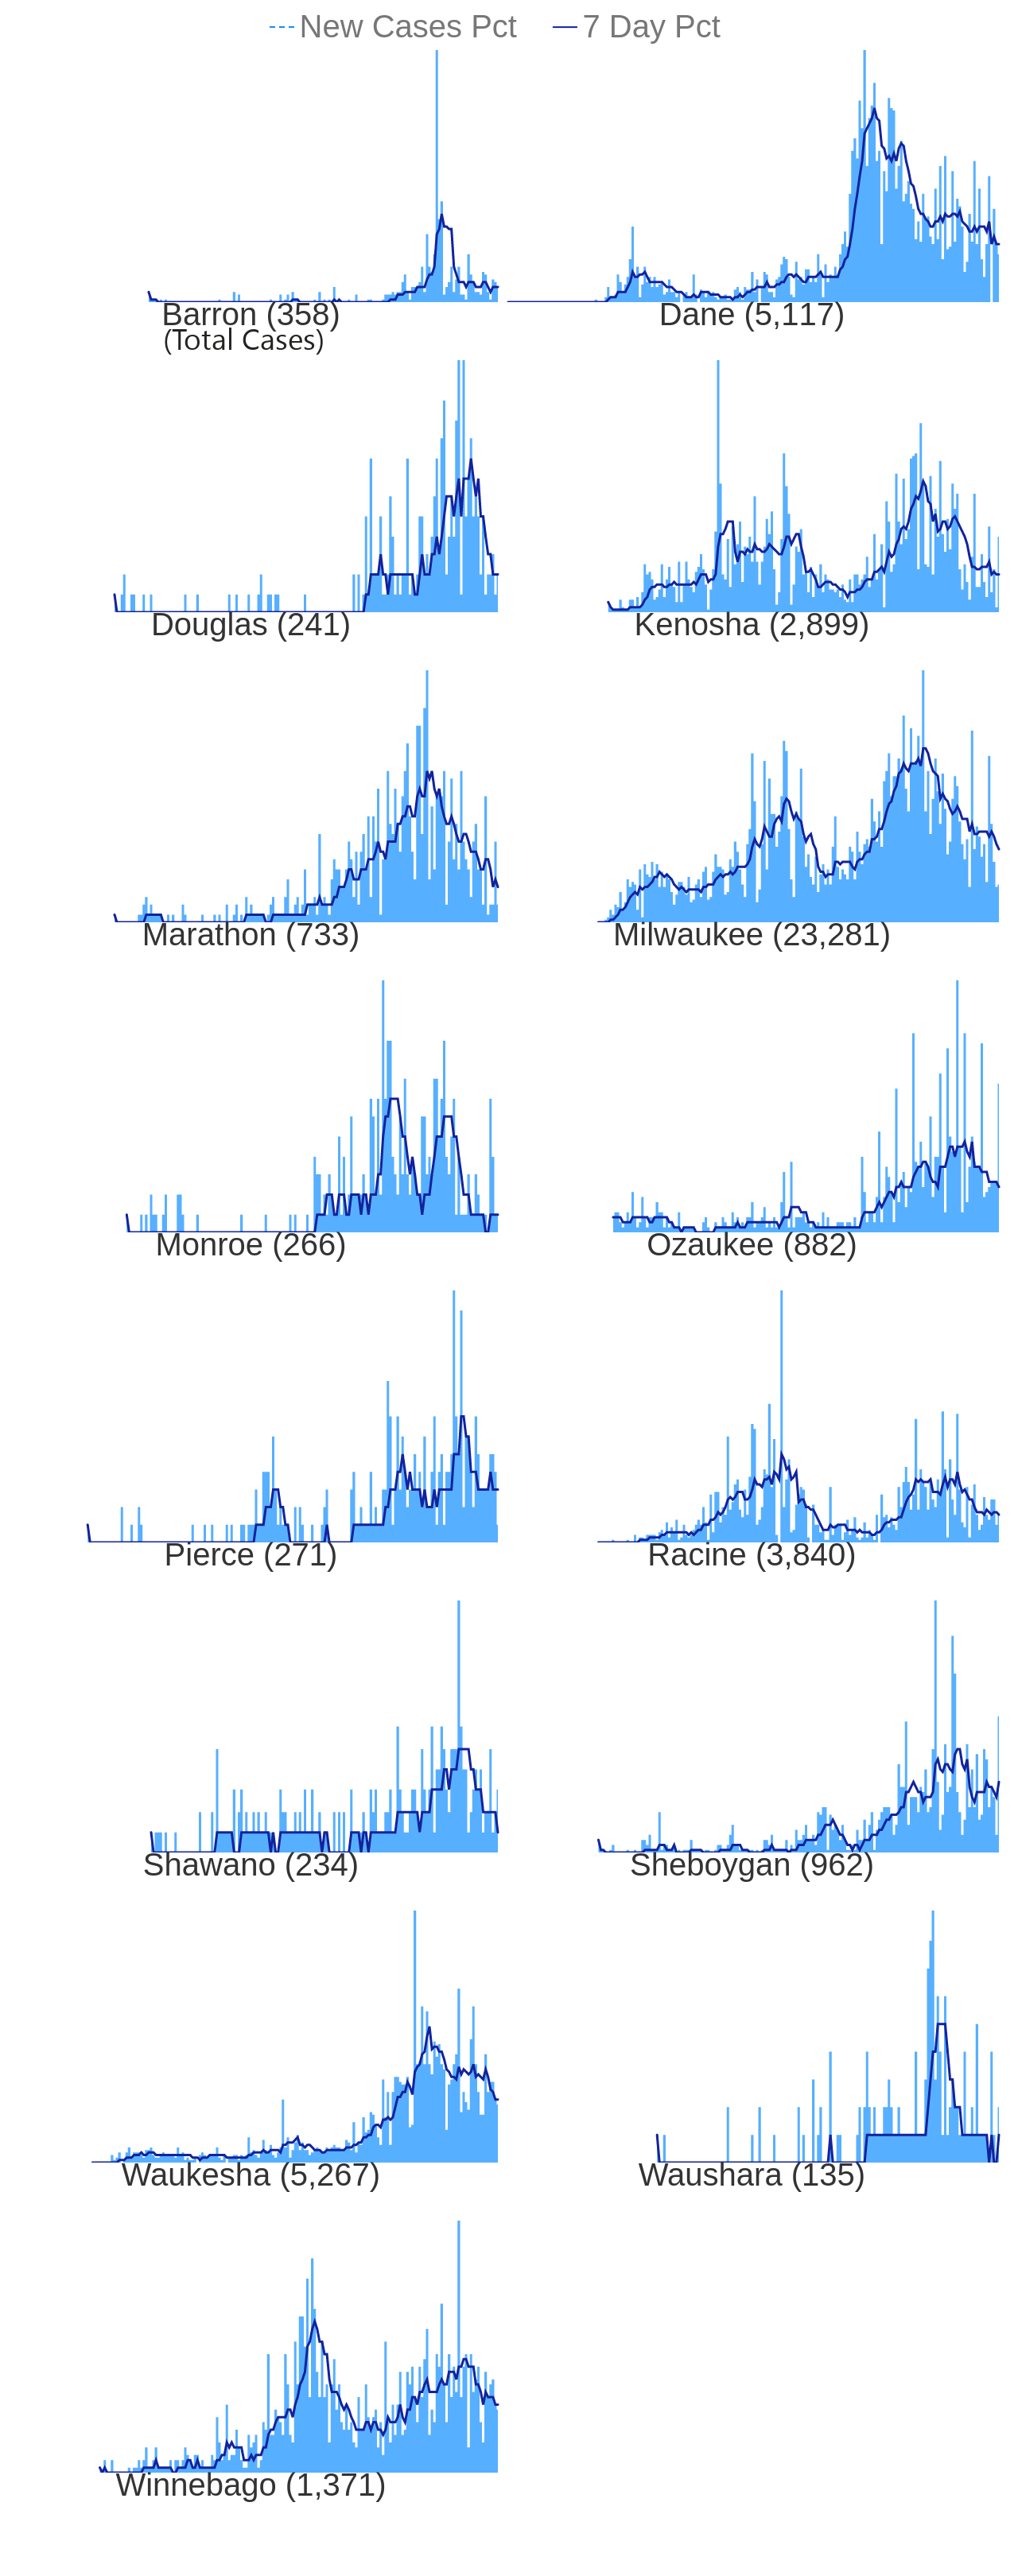 New Cases Pct 7 Day Pct
Barron (358) Dane (5,117)
(Total Cases)
Douglas (241) Kenosha (2,899)
Marathon (733) Milwaukee (23,281)
Monroe (266) Ozaukee (882)
Pierce (271) Racine (3,840)
Shawano (234) Sheboygan (962)
Waukesha (5,267) Waushara (135)
Winnebago (1,371)